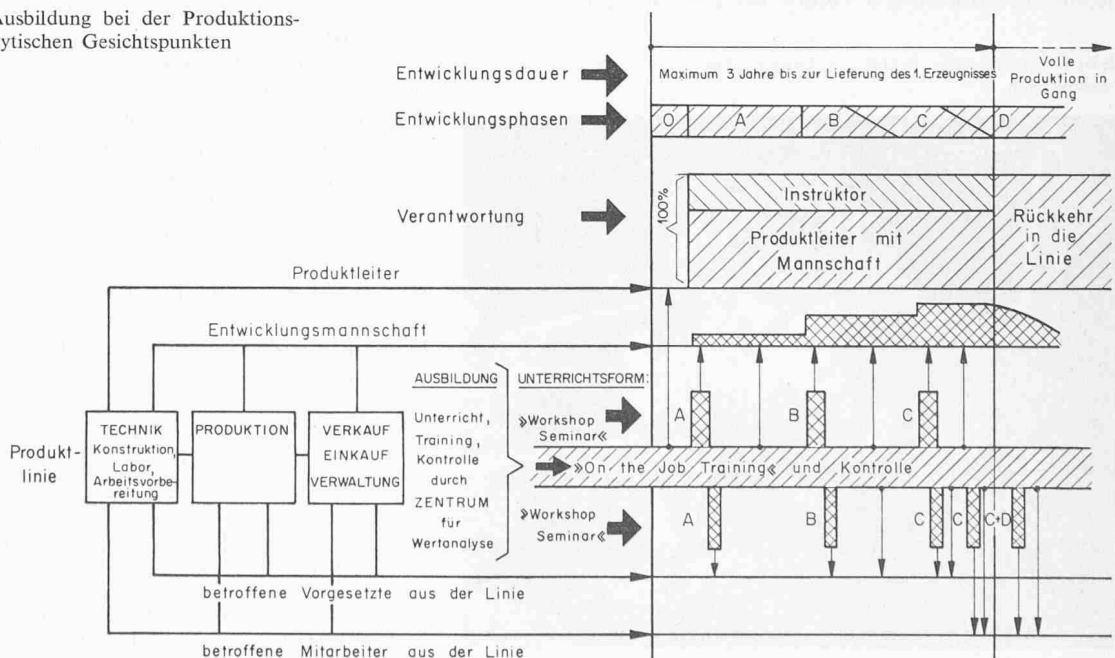 Ausbildung bei der Produktions-
ytischen Gesichtspunkten
Entwicklungsdauer
Maximum 3 Jahre bis zur Lieferung des 1. Erzeugnisses
Volle
Produktion in
Gang
Entwicklungsphasen
O A B C D
Verantwortung
100%
Instruktor
Produktleiter mit
Mannschaft
Rückkehr
in die
Linie
Produktleiter
Entwicklungsmannschaft
Produkt-
linie
TECHNIK
Konstruktion,
Labor,
Arbeitsvorbe-
reitung
PRODUKTION
VERKAUF
EINKAUF
VERWALTUNG
AUSBILDUNG
Unterricht,
Training,
Kontrolle
durch
ZENTRUM
für
Wertanalyse
UNTERRICHTSFORM:
»Workshop
Seminar«
A B C
»On the Job Training« und Kontrolle
»Workshop
Seminar«
A B C C C+D
betroffene Vorgesetzte aus der Linie
betroffene Mitarbeiter aus der Linie